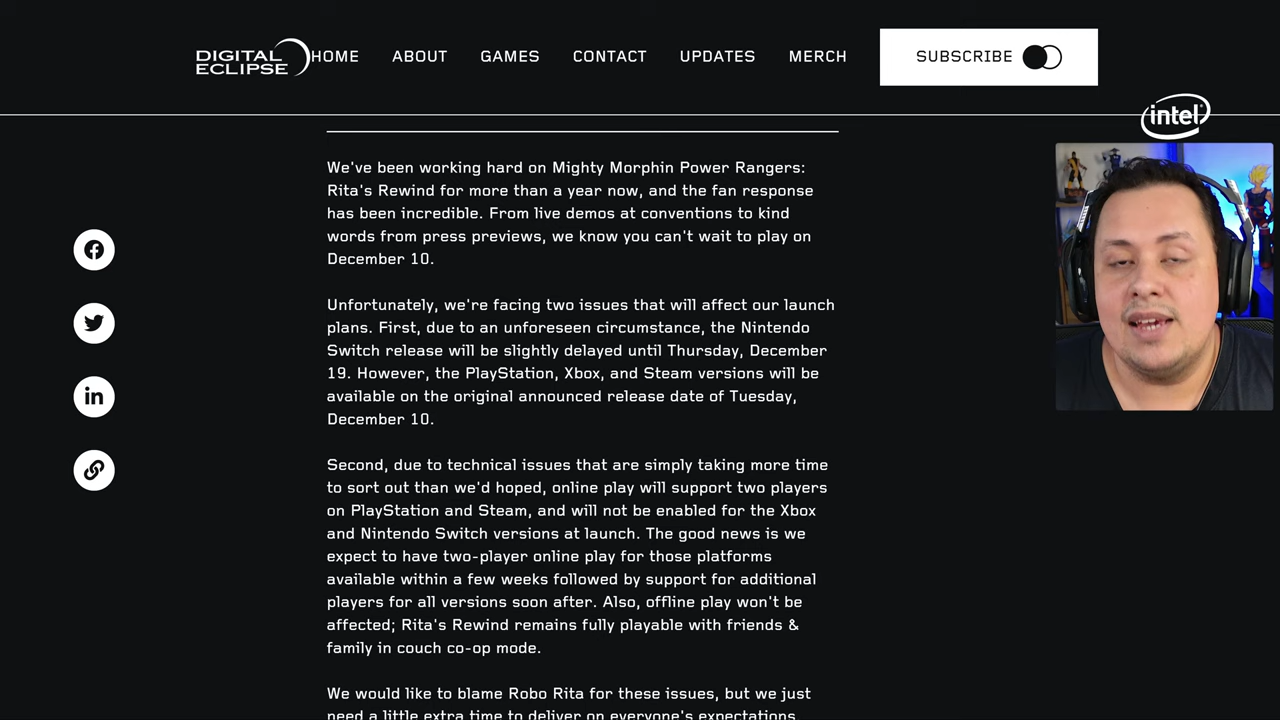 DIGITAL
ECLIPSE
HOME
ABOUT
GAMES
CONTACT
UPDATES
MERCH
SUBSCRIBE
intel
We've been working hard on Mighty Morphin Power Rangers:
Rita's Rewind for more than a year now, and the fan response
has been incredible. From live demos at conventions to kind
words from press previews, we know you can't wait to play on
December 10.
Unfortunately, we're facing two issues that will affect our launch
plans. First, due to an unforeseen circumstance, the Nintendo
Switch release will be slightly delayed until Thursday, December
19. However, the PlayStation, Xbox, and Steam versions will be
available on the original announced release date of Tuesday,
December 10.
Second, due to technical issues that are simply taking more time
to sort out than we'd hoped, online play will support two players
on PlayStation and Steam, and will not be enabled for the Xbox
and Nintendo Switch versions at launch. The good news is we
expect to have two-player online play for those platforms
available within a few weeks followed by support for additional
players for all versions soon after. Also, offline play won't be
affected; Rita's Rewind remains fully playable with friends &
family in couch co-op mode.
We would like to blame Robo Rita for these issues, but we just
need a little extra time to deliver on everyone's expectations.